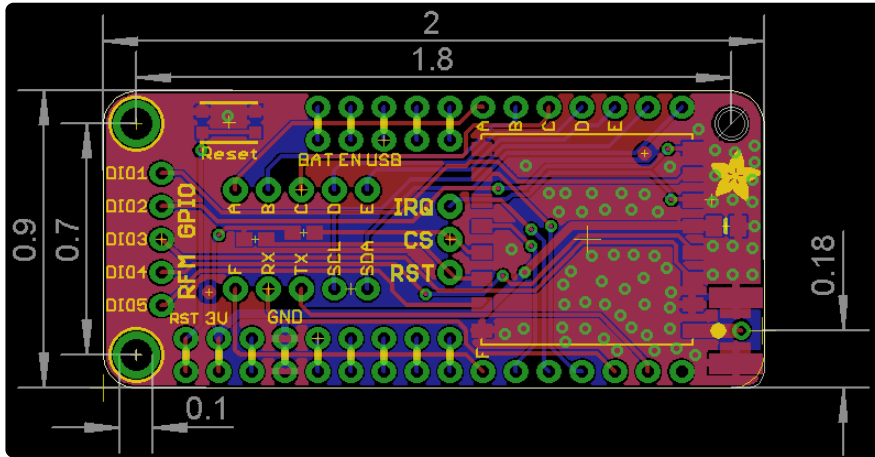 2
1.8
A B C D E
Reset
BAT EN USB
DIO1
DIO2
DIO3
DIO4
DIO5
RFM GPIO
A B C D E
IRQ
CS
RST
F RX TX SCL SDA
RST 3V GND
F
0.9
0.7
0.18
0.1